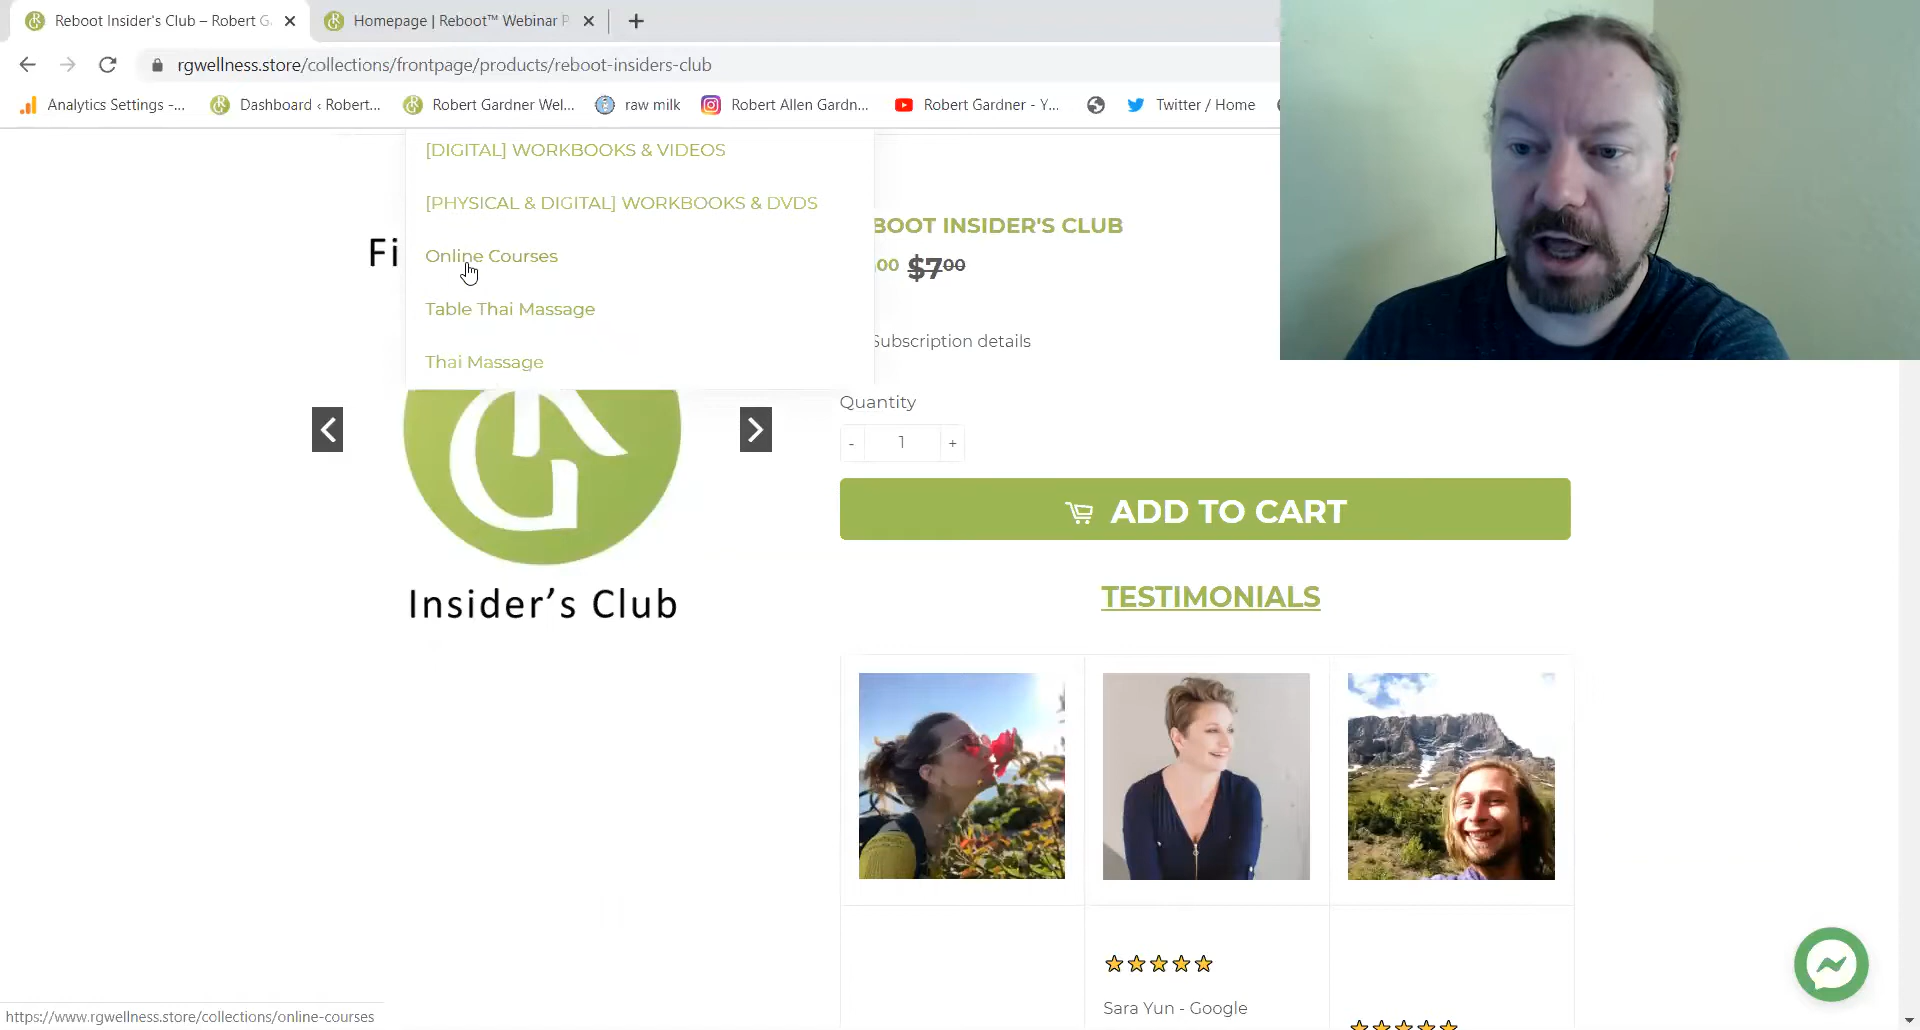 Reboot Insider's Club – Robert G
Homepage | Reboot™ Webinar P
rgwellness.store/collections/frontpage/products/reboot-insiders-club
Analytics Settings -...
Dashboard ‹ Robert...
Robert Gardner Wel...
raw milk
Robert Allen Gardn...
Robert Gardner - Y...
Twitter / Home
[DIGITAL] WORKBOOKS & VIDEOS
[PHYSICAL & DIGITAL] WORKBOOKS & DVDS
Online Courses
Table Thai Massage
Thai Massage
Fi
BOOT INSIDER'S CLUB
00 $700
Subscription details
Quantity
- 1 +
ADD TO CART
RG
Insider's Club
TESTIMONIALS
Sara Yun - Google
https://www.rgwellness.store/collections/online-courses